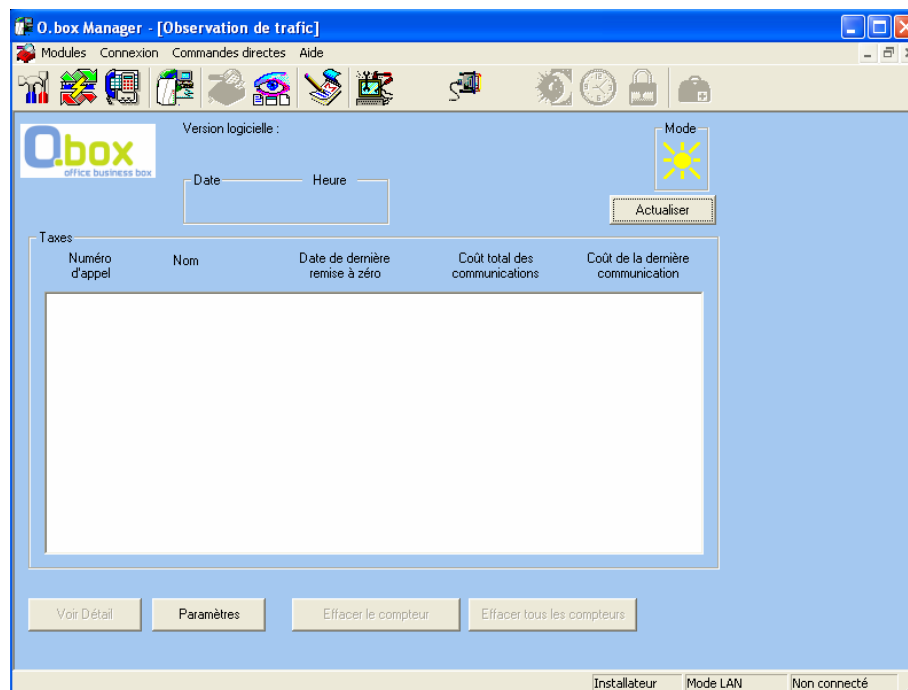 O.box Manager - [Observation de trafic]
Modules Connexion Commandes directes Aide
O.box
office business box
Version logicielle :
Mode
Date Heure
Actualiser
Taxes
Numéro d'appel
Nom
Date de dernière remise à zéro
Coût total des communications
Coût de la dernière communication
Voir Détail Paramètres Effacer le compteur Effacer tous les compteurs
Installateur Mode LAN Non connecté